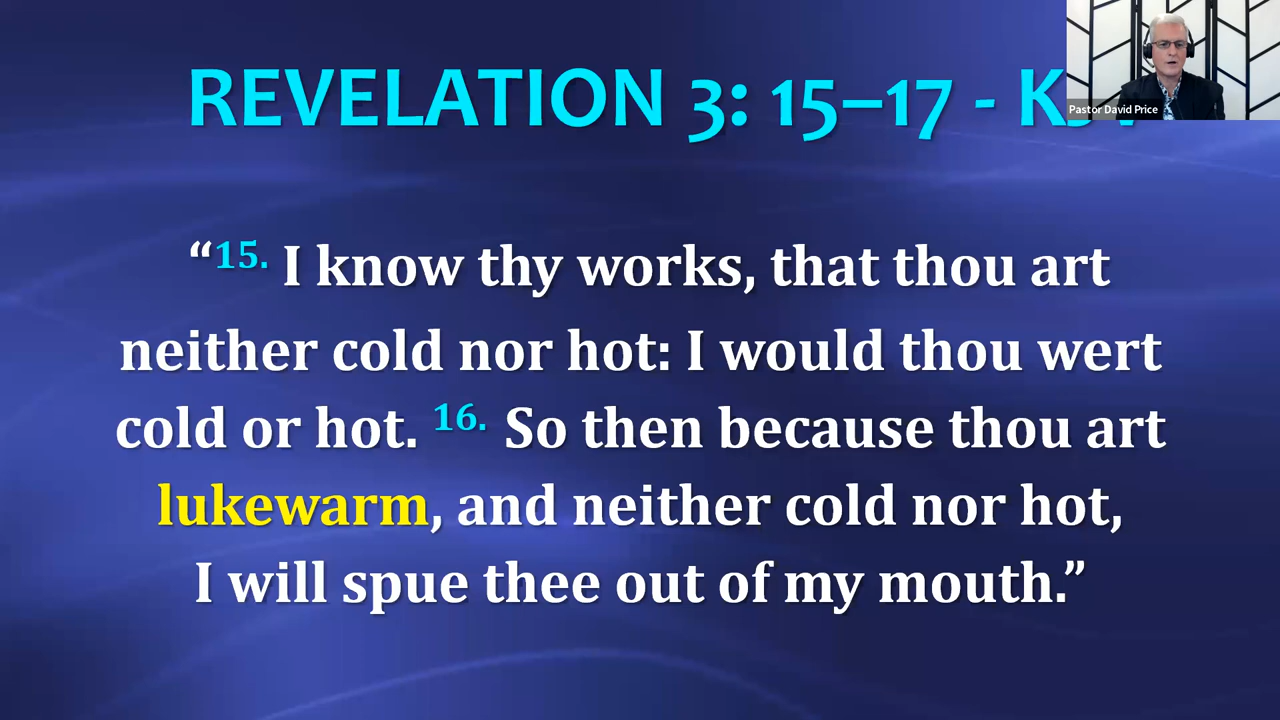 REVELATION 3: 15–17 - K
Pastor David Price
“15. I know thy works, that thou art
neither cold nor hot: I would thou wert
cold or hot. 16. So then because thou art
lukewarm, and neither cold nor hot,
I will spue thee out of my mouth.”